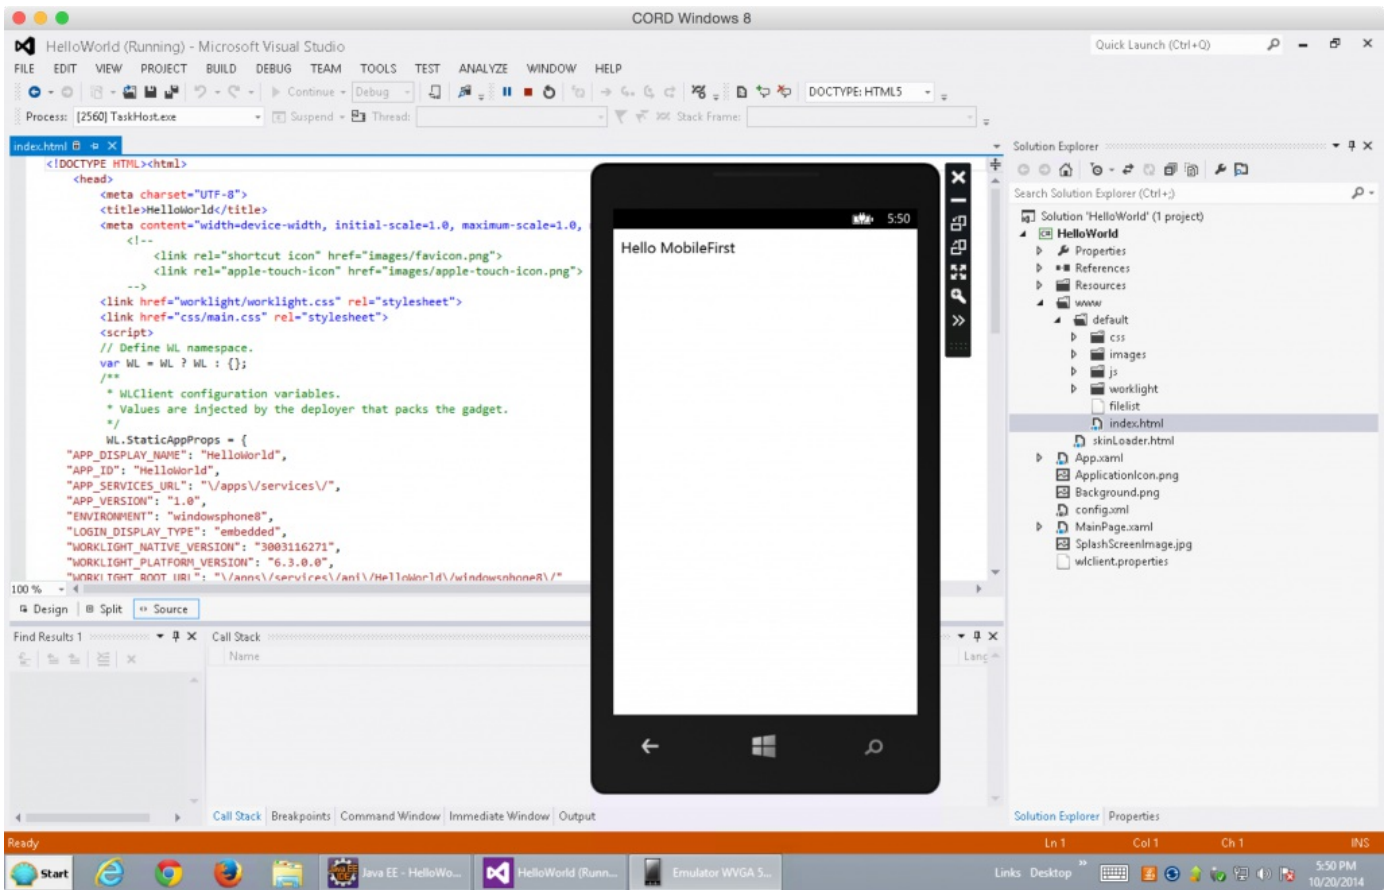 CORD Windows 8
HelloWorld (Running) - Microsoft Visual Studio
Quick Launch (Ctrl+Q)
FILE EDIT VIEW PROJECT BUILD DEBUG TEAM TOOLS TEST ANALYZE WINDOW HELP
Continue Debug DOCTYPE: HTML5
Process: [2560] TaskHost.exe Suspend Thread: Stack Frame:
index.html
<!DOCTYPE HTML><html>
<head>
<meta charset="UTF-8">
<title>HelloWorld</title>
<meta content="width=device-width, initial-scale=1.0, maximum-scale=1.0,
<!--
<link rel="shortcut icon" href="images/favicon.png">
<link rel="apple-touch-icon" href="images/apple-touch-icon.png">
-->
<link href="worklight/worklight.css" rel="stylesheet">
<link href="css/main.css" rel="stylesheet">
<script>
// Define WL namespace.
var WL = WL ? WL : {};
/**
* WLClient configuration variables.
* Values are injected by the deployer that packs the gadget.
*/
WL.StaticAppProps = {
"APP_DISPLAY_NAME": "HelloWorld",
"APP_ID": "HelloWorld",
"APP_SERVICES_URL": "\/apps\/services\/",
"APP_VERSION": "1.0",
"ENVIRONMENT": "windowsphone8",
"LOGIN_DISPLAY_TYPE": "embedded",
"WORKLIGHT_NATIVE_VERSION": "3003116271",
"WORKLIGHT_PLATFORM_VERSION": "6.3.0.0",
"WORKLIGHT_ROOT_URL": "\/apps\/services\/api\/HelloWorld\/windowsphone8\/"
100 %
Design Split Source
Find Results 1
Call Stack
Name
Lang
Call Stack Breakpoints Command Window Immediate Window Output
5:50
Hello MobileFirst
Solution Explorer
Search Solution Explorer (Ctrl+;)
Solution 'HelloWorld' (1 project)
HelloWorld
Properties
References
Resources
www
default
css
images
js
worklight
filelist
index.html
skinLoader.html
App.xaml
ApplicationIcon.png
Background.png
config.xml
MainPage.xaml
SplashScreenImage.jpg
wlclient.properties
Solution Explorer Properties
Ready Ln 1 Col 1 Ch 1 INS
Start
Java EE - HelloWo...
HelloWorld (Runn...
Emulator WVGA 5...
Links Desktop
5:50 PM
10/20/2014